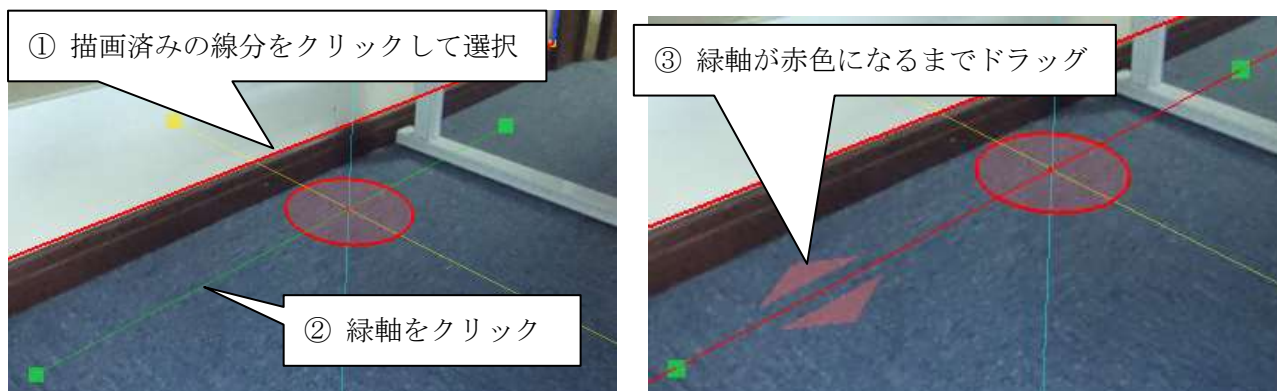 ① 描画済みの線分をクリックして選択
② 緑軸をクリック
③ 緑軸が赤色になるまでドラッグ